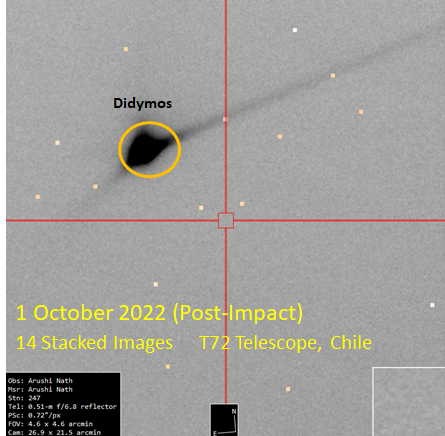 Didymos
1 October 2022 (Post-Impact)
14 Stacked Images T72 Telescope, Chile
Obs: Arushi Nath
Msr: Arushi Nath
Stn: 247
Tel: 0.51-m f/6.8 reflector
PSc: 0.72"/px
FOV: 4.6 x 4.6 arcmin
Cam: 26.9 x 21.5 arcmin
N
E